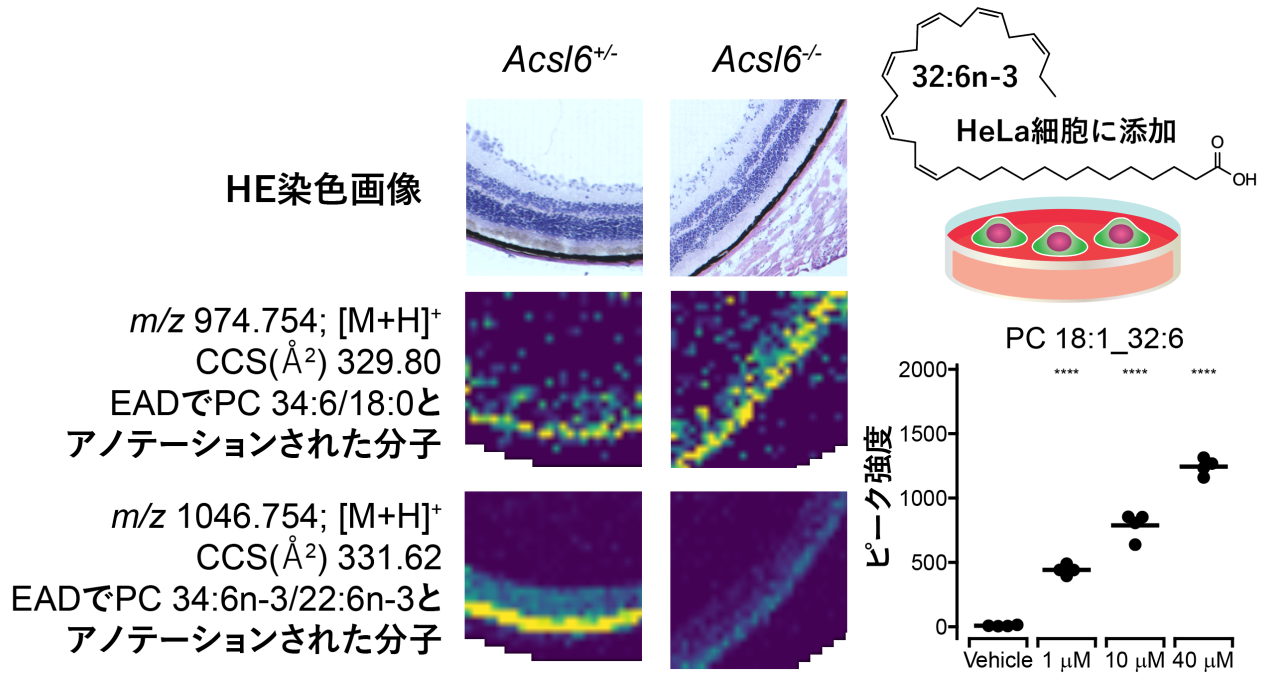 Acsl6+/-
Acsl6-/-
HE染色画像
m/z 974.754; [M+H]+
CCS(Å2) 329.80
EADでPC 34:6/18:0と
アノテーションされた分子
m/z 1046.754; [M+H]+
CCS(Å2) 331.62
EADでPC 34:6n-3/22:6n-3と
アノテーションされた分子
32:6n-3
HeLa細胞に添加
O
OH
PC 18:1_32:6
ピーク強度
2000
1500
1000
500
0
**** **** ****
Vehicle 1 μM 10 μM 40 μM